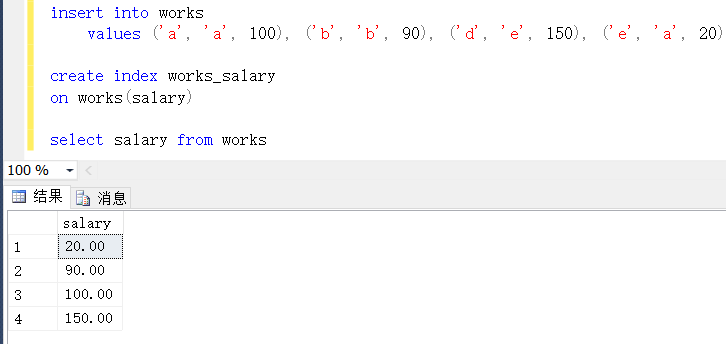 insert into works
values ('a', 'a', 100), ('b', 'b', 90), ('d', 'e', 150), ('e', 'a', 20)
create index works_salary
on works(salary)
select salary from works
100 %
结果 消息
salary
1 20.00
2 90.00
3 100.00
4 150.00